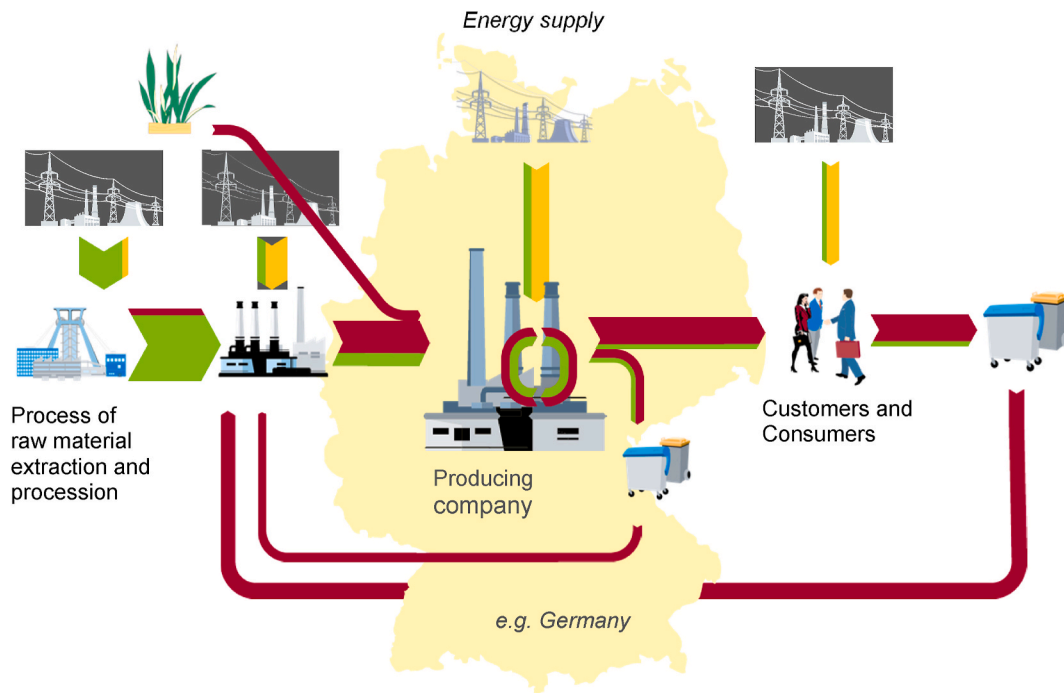 Energy supply
Process of
raw material
extraction and
procession
Producing
company
Customers and
Consumers
e.g. Germany